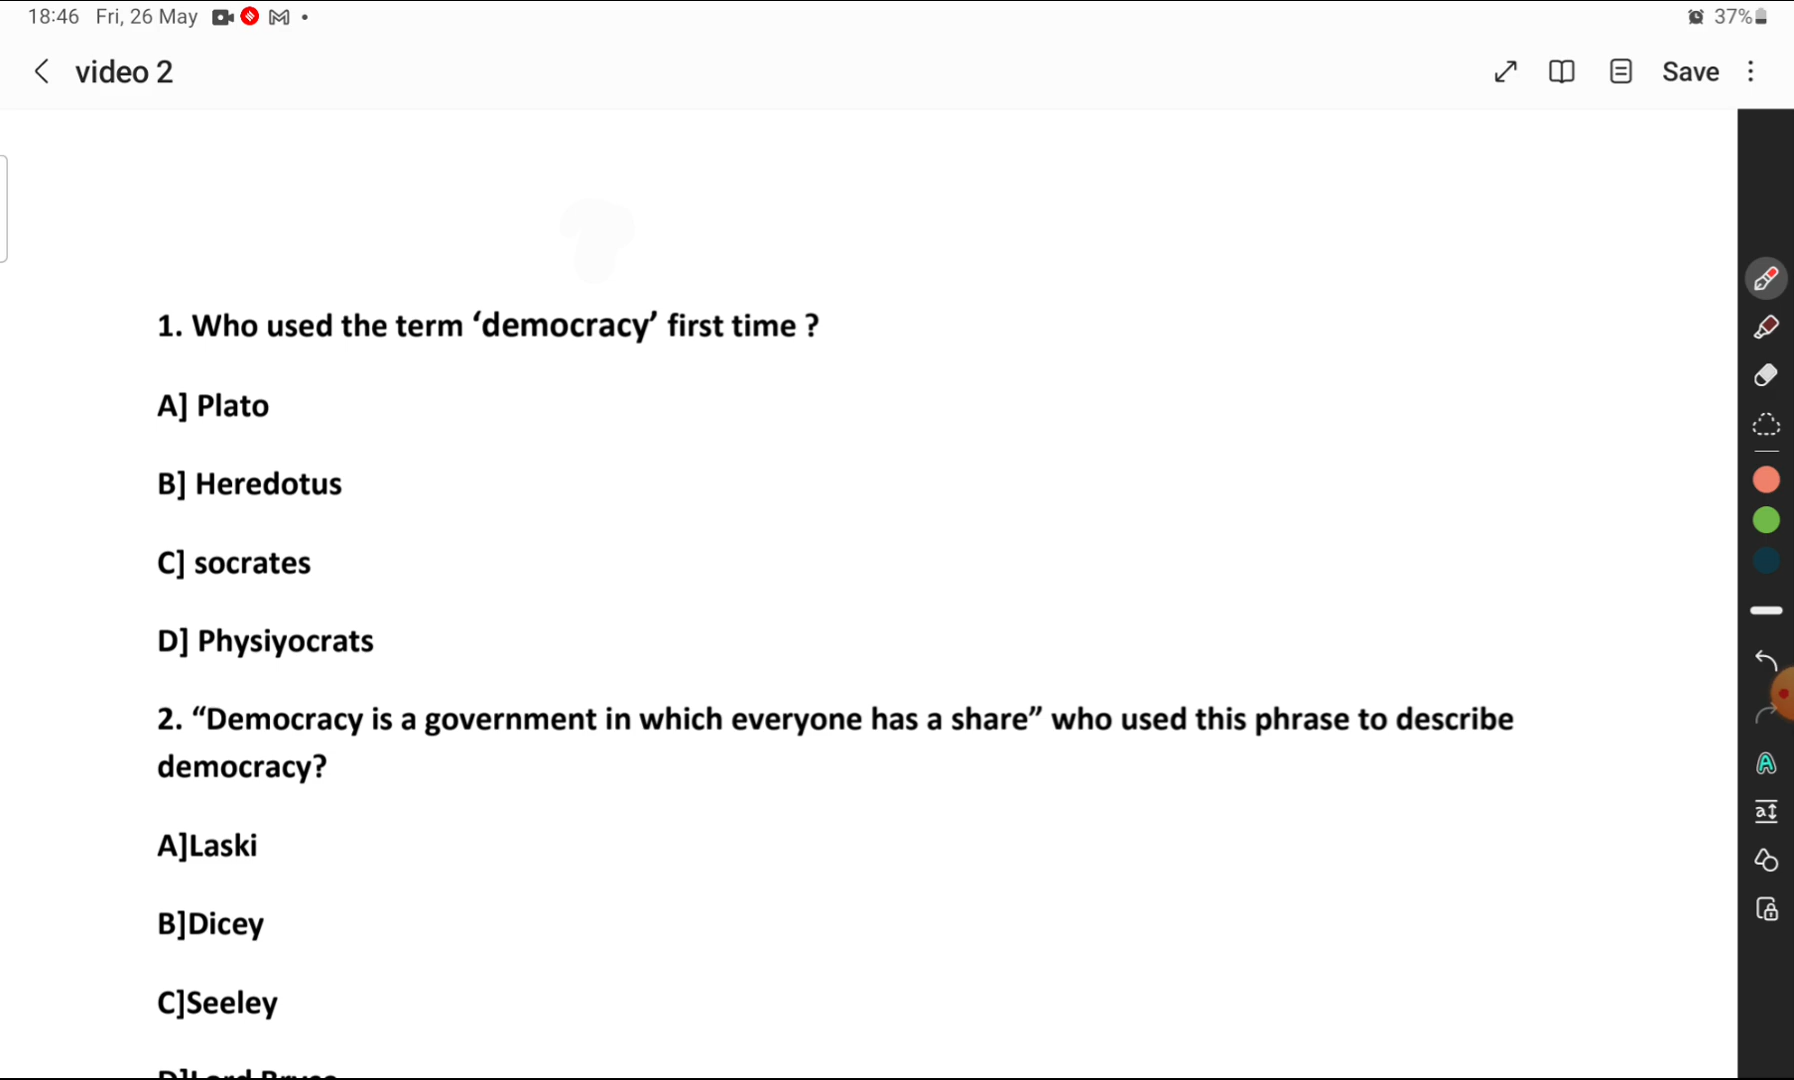 18:46 Fri, 26 May 37%
video 2 Save
1. Who used the term ‘democracy’ first time ?
A] Plato
B] Heredotus
C] socrates
D] Physiyocrats
2. “Democracy is a government in which everyone has a share” who used this phrase to describe
democracy?
A]Laski
B]Dicey
C]Seeley